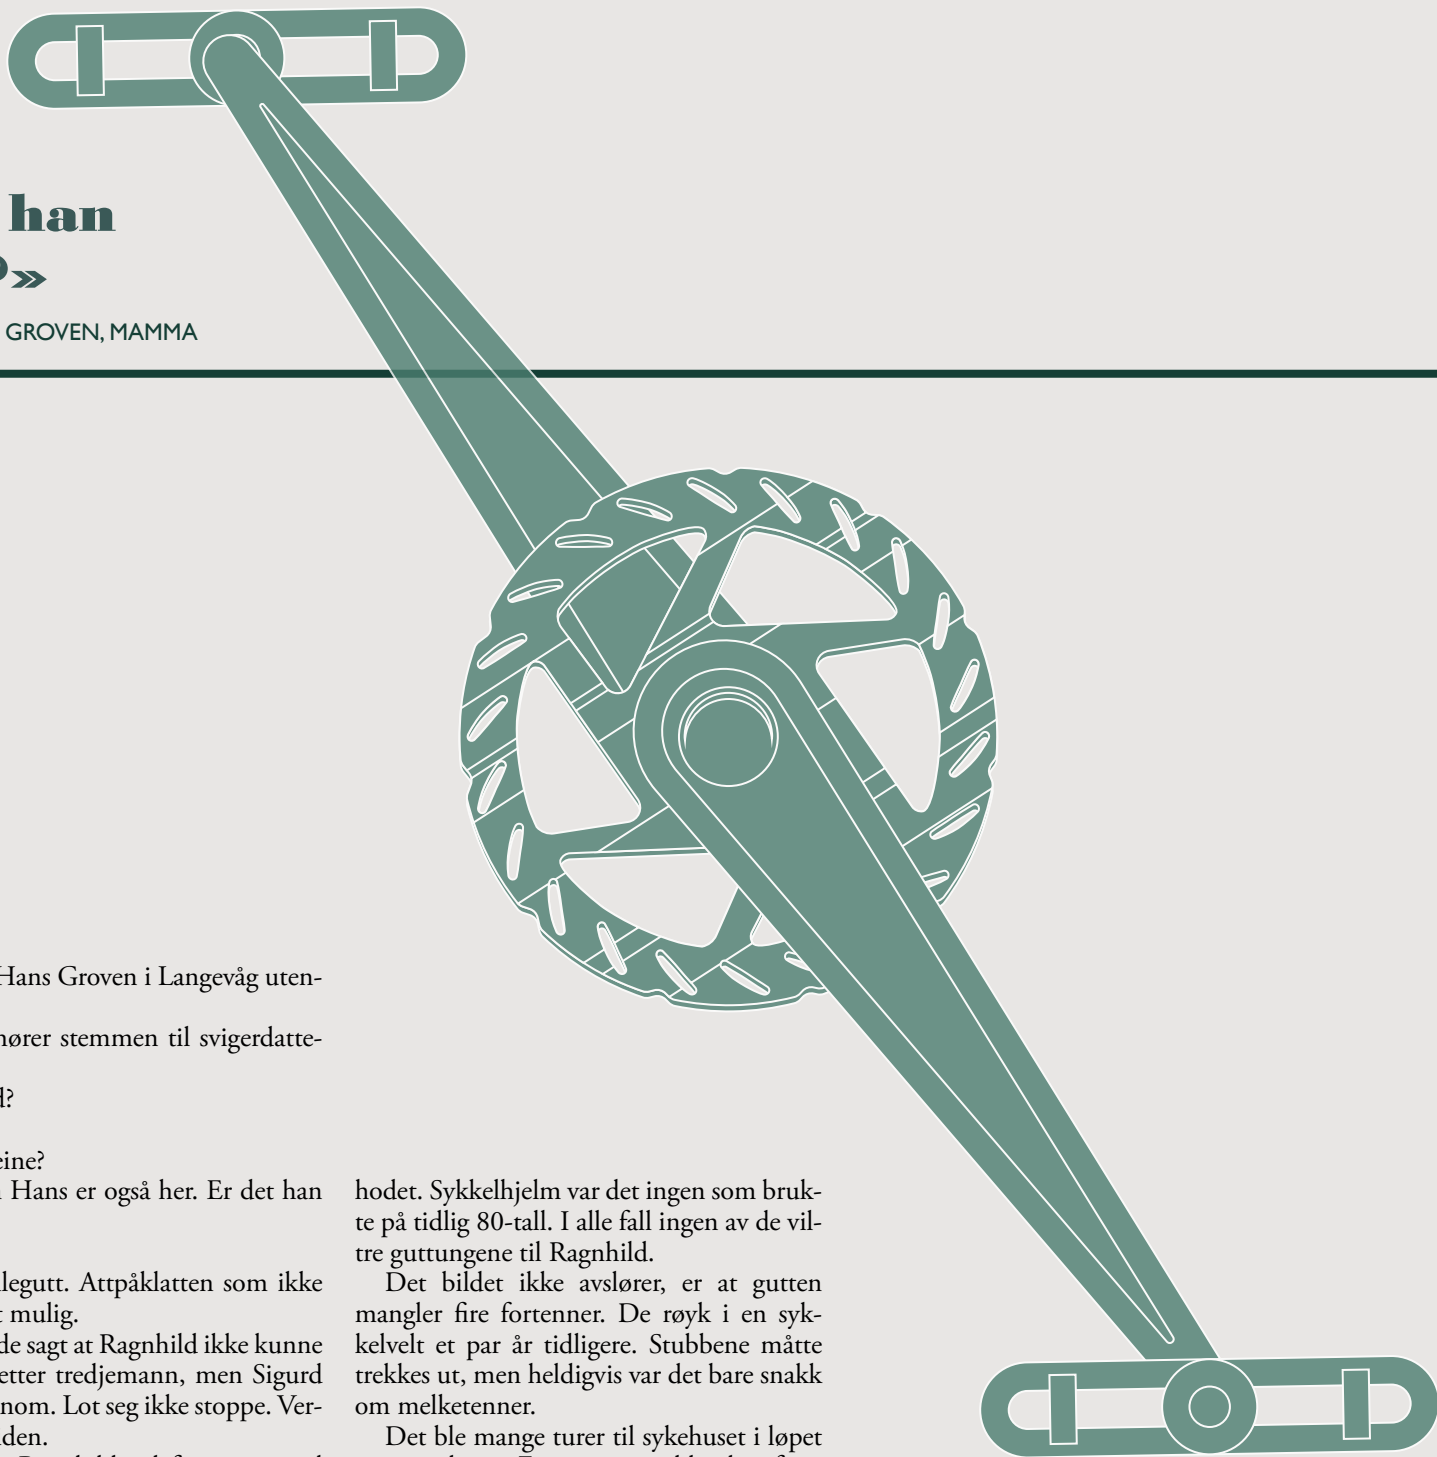 han
»
GROVEN, MAMMA
Hans Groven i Langevåg uten-
hører stemmen til svigerdatte-
d?
eine?
Hans er også her. Er det han
llegutt. Attpåklatten som ikke
t mulig.
de sagt at Ragnhild ikke kunne
etter tredjemann, men Sigurd
nom. Lot seg ikke stoppe. Ver-
den.
hodet. Sykkelhjelm var det ingen som bruk-
te på tidlig 80-tall. I alle fall ingen av de vil-
tre guttungene til Ragnhild.
Det bildet ikke avslører, er at gutten
mangler fire fortenner. De røyk i en syk-
kelvelt et par år tidligere. Stubbene måtte
trekkes ut, men heldigvis var det bare snakk
om melketenner.
Det ble mange turer til sykehuset i løpet